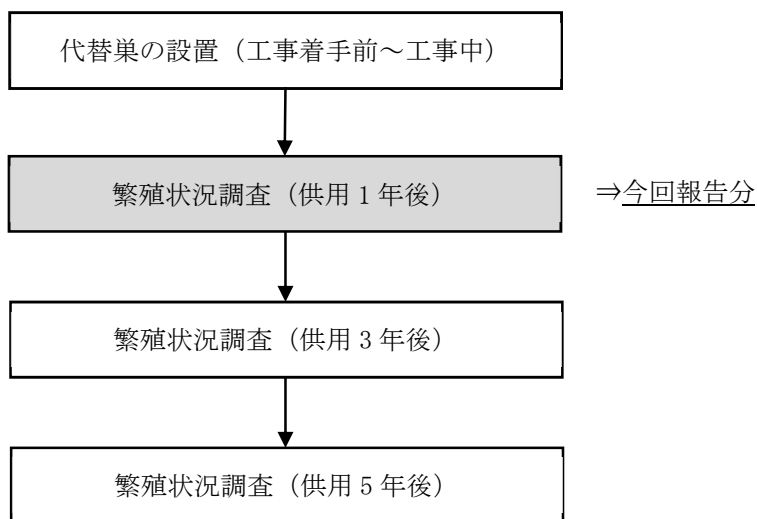 代替巣の設置（工事着手前～工事中）
繁殖状況調査（供用 1 年後）
⇒今回報告分
繁殖状況調査（供用 3 年後）
繁殖状況調査（供用 5 年後）